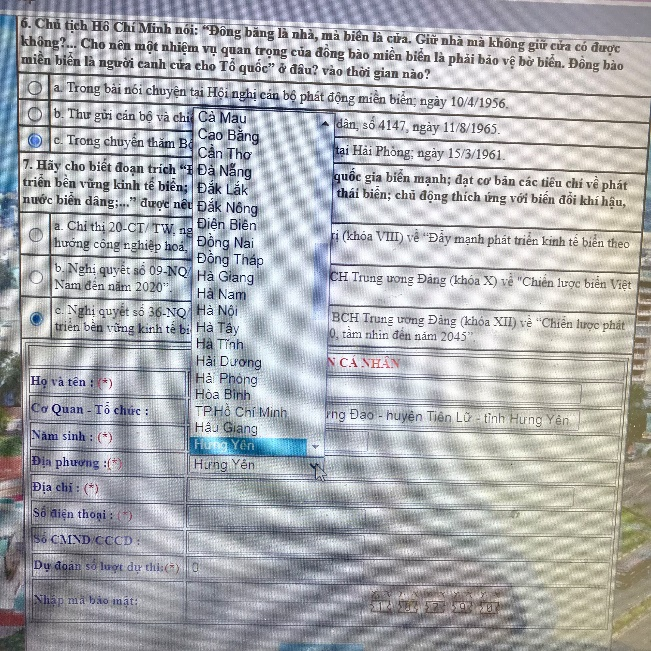 6. Chủ tịch Hồ Chí Minh nói: “Đồng bằng là nhà, mà biển là cửa. Giữ nhà mà không giữ cửa có được
không?... Cho nên một nhiệm vụ quan trọng của đồng bào miền biển là phải bảo vệ bờ biển. Đồng bào
miền biển là người canh cửa cho Tổ quốc” ở đâu? vào thời gian nào?
a. Trong bài nói chuyện tại Hội nghị cán bộ phát động miền biển, ngày 10/4/1956.
b. Thư gửi cán bộ và chi dân, số 4147, ngày 11/8/1965.
c. Trong chuyến thăm Bộ tại Hải Phòng; ngày 15/3/1961.
7. Hãy cho biết đoạn trích quốc gia biển mạnh; đạt cơ bản các tiêu chí về phát
triển bền vững kinh tế biển; thái biển; chủ động thích ứng với biến đổi khí hậu,
nước biển dâng;...” được nêu
a. Chỉ thị 20-CT/ TW, ng trị (khóa VIII) về “Đẩy mạnh phát triển kinh tế biển theo
hướng công nghiệp hoá,
b. Nghị quyết số 09-NQ/ CH Trung ương Đảng (khóa X) về "Chiến lược biển Việt
Nam đến năm 2020”.
c. Nghị quyết số 36-NQ/ BCH Trung ương Đảng (khóa XII) về “Chiến lược phát
triển bền vững kinh tế bi 0, tầm nhìn đến năm 2045”
Cà Mau
Cao Bằng
Cần Thơ
Đà Nẵng
Đắk Lắk
Đắk Nông
Điện Biên
Đồng Nai
Đồng Tháp
Hà Giang
Hà Nam
Hà Nội
Hà Tây
Hà Tĩnh
Hải Dương
Hải Phòng
Hòa Bình
TP.Hồ Chí Minh
Hậu Giang
Hưng Yên
N CÁ NHÂN
Họ và tên : (*)
Cơ Quan - Tổ chức : ưng Đạo - huyện Tiên Lữ - tỉnh Hưng Yên
Năm sinh : (*)
Địa phương :(*) Hưng Yên
Địa chỉ : (*)
Số điện thoại : (*)
Số CMND/CCCD :
Dự đoán số lượt dự thi:(*) 0
Nhập mã bảo mật: